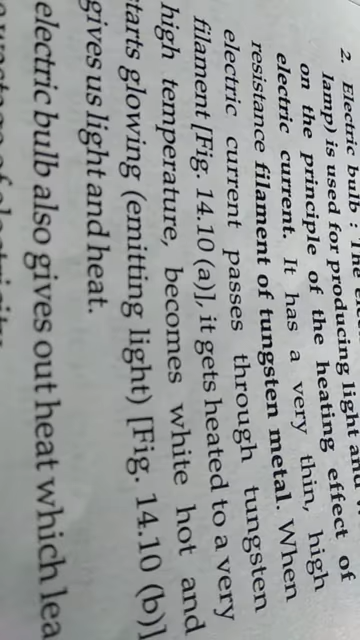 2. Electric bulb : The
lamp) is used for producing light and
on the principle of the heating effect of
electric current. It has a very thin, high
resistance filament of tungsten metal. When
electric current passes through tungsten
filament [Fig. 14.10 (a)], it gets heated to a very
high temperature, becomes white hot and
tarts glowing (emitting light) [Fig. 14.10 (b)]
gives us light and heat.
electric bulb also gives out heat which lea